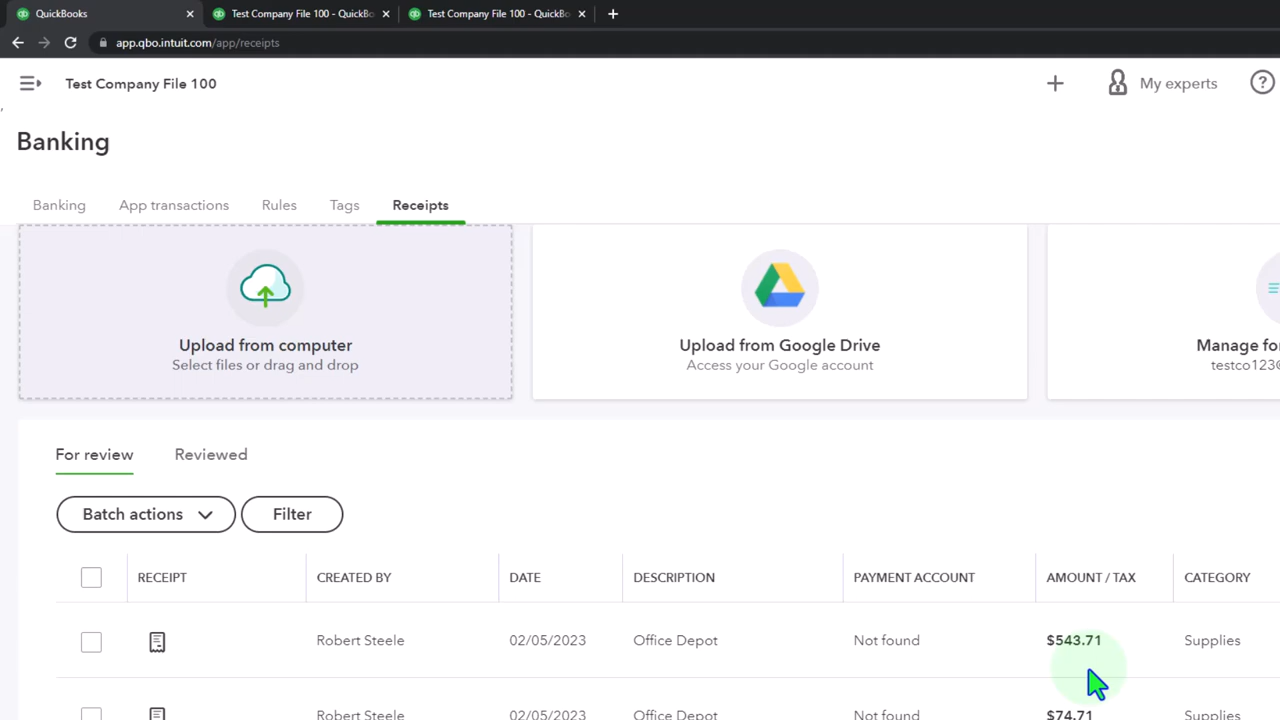 QuickBooks
Test Company File 100 - QuickBo
Test Company File 100 - QuickBo
app.qbo.intuit.com/app/receipts
Test Company File 100
My experts
Banking
Banking App transactions Rules Tags Receipts
Upload from computer
Select files or drag and drop
Upload from Google Drive
Access your Google account
Manage fo
testco123@
For review Reviewed
Batch actions Filter
RECEIPT CREATED BY DATE DESCRIPTION PAYMENT ACCOUNT AMOUNT / TAX CATEGORY
Robert Steele 02/05/2023 Office Depot Not found $543.71 Supplies
Robert Steele 02/05/2023 Office Depot Not found $74.71 Supplies